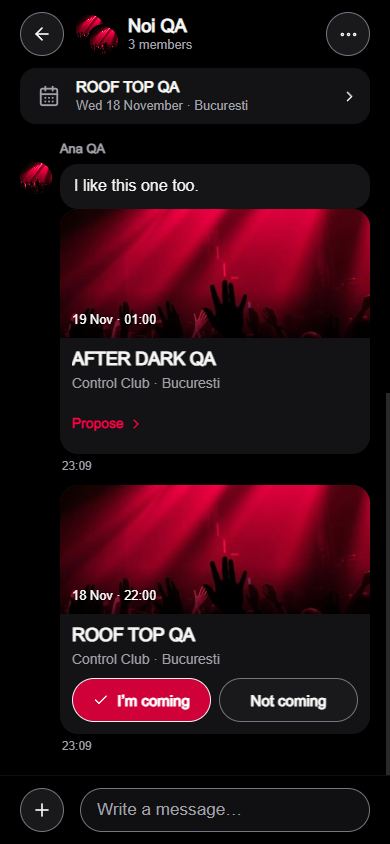 Noi QA
3 members
ROOF TOP QA
Wed 18 November · Bucuresti
Ana QA
I like this one too.
19 Nov · 01:00
AFTER DARK QA
Control Club · Bucuresti
Propose
23:09
18 Nov · 22:00
ROOF TOP QA
Control Club · Bucuresti
I'm coming
Not coming
23:09
Write a message…